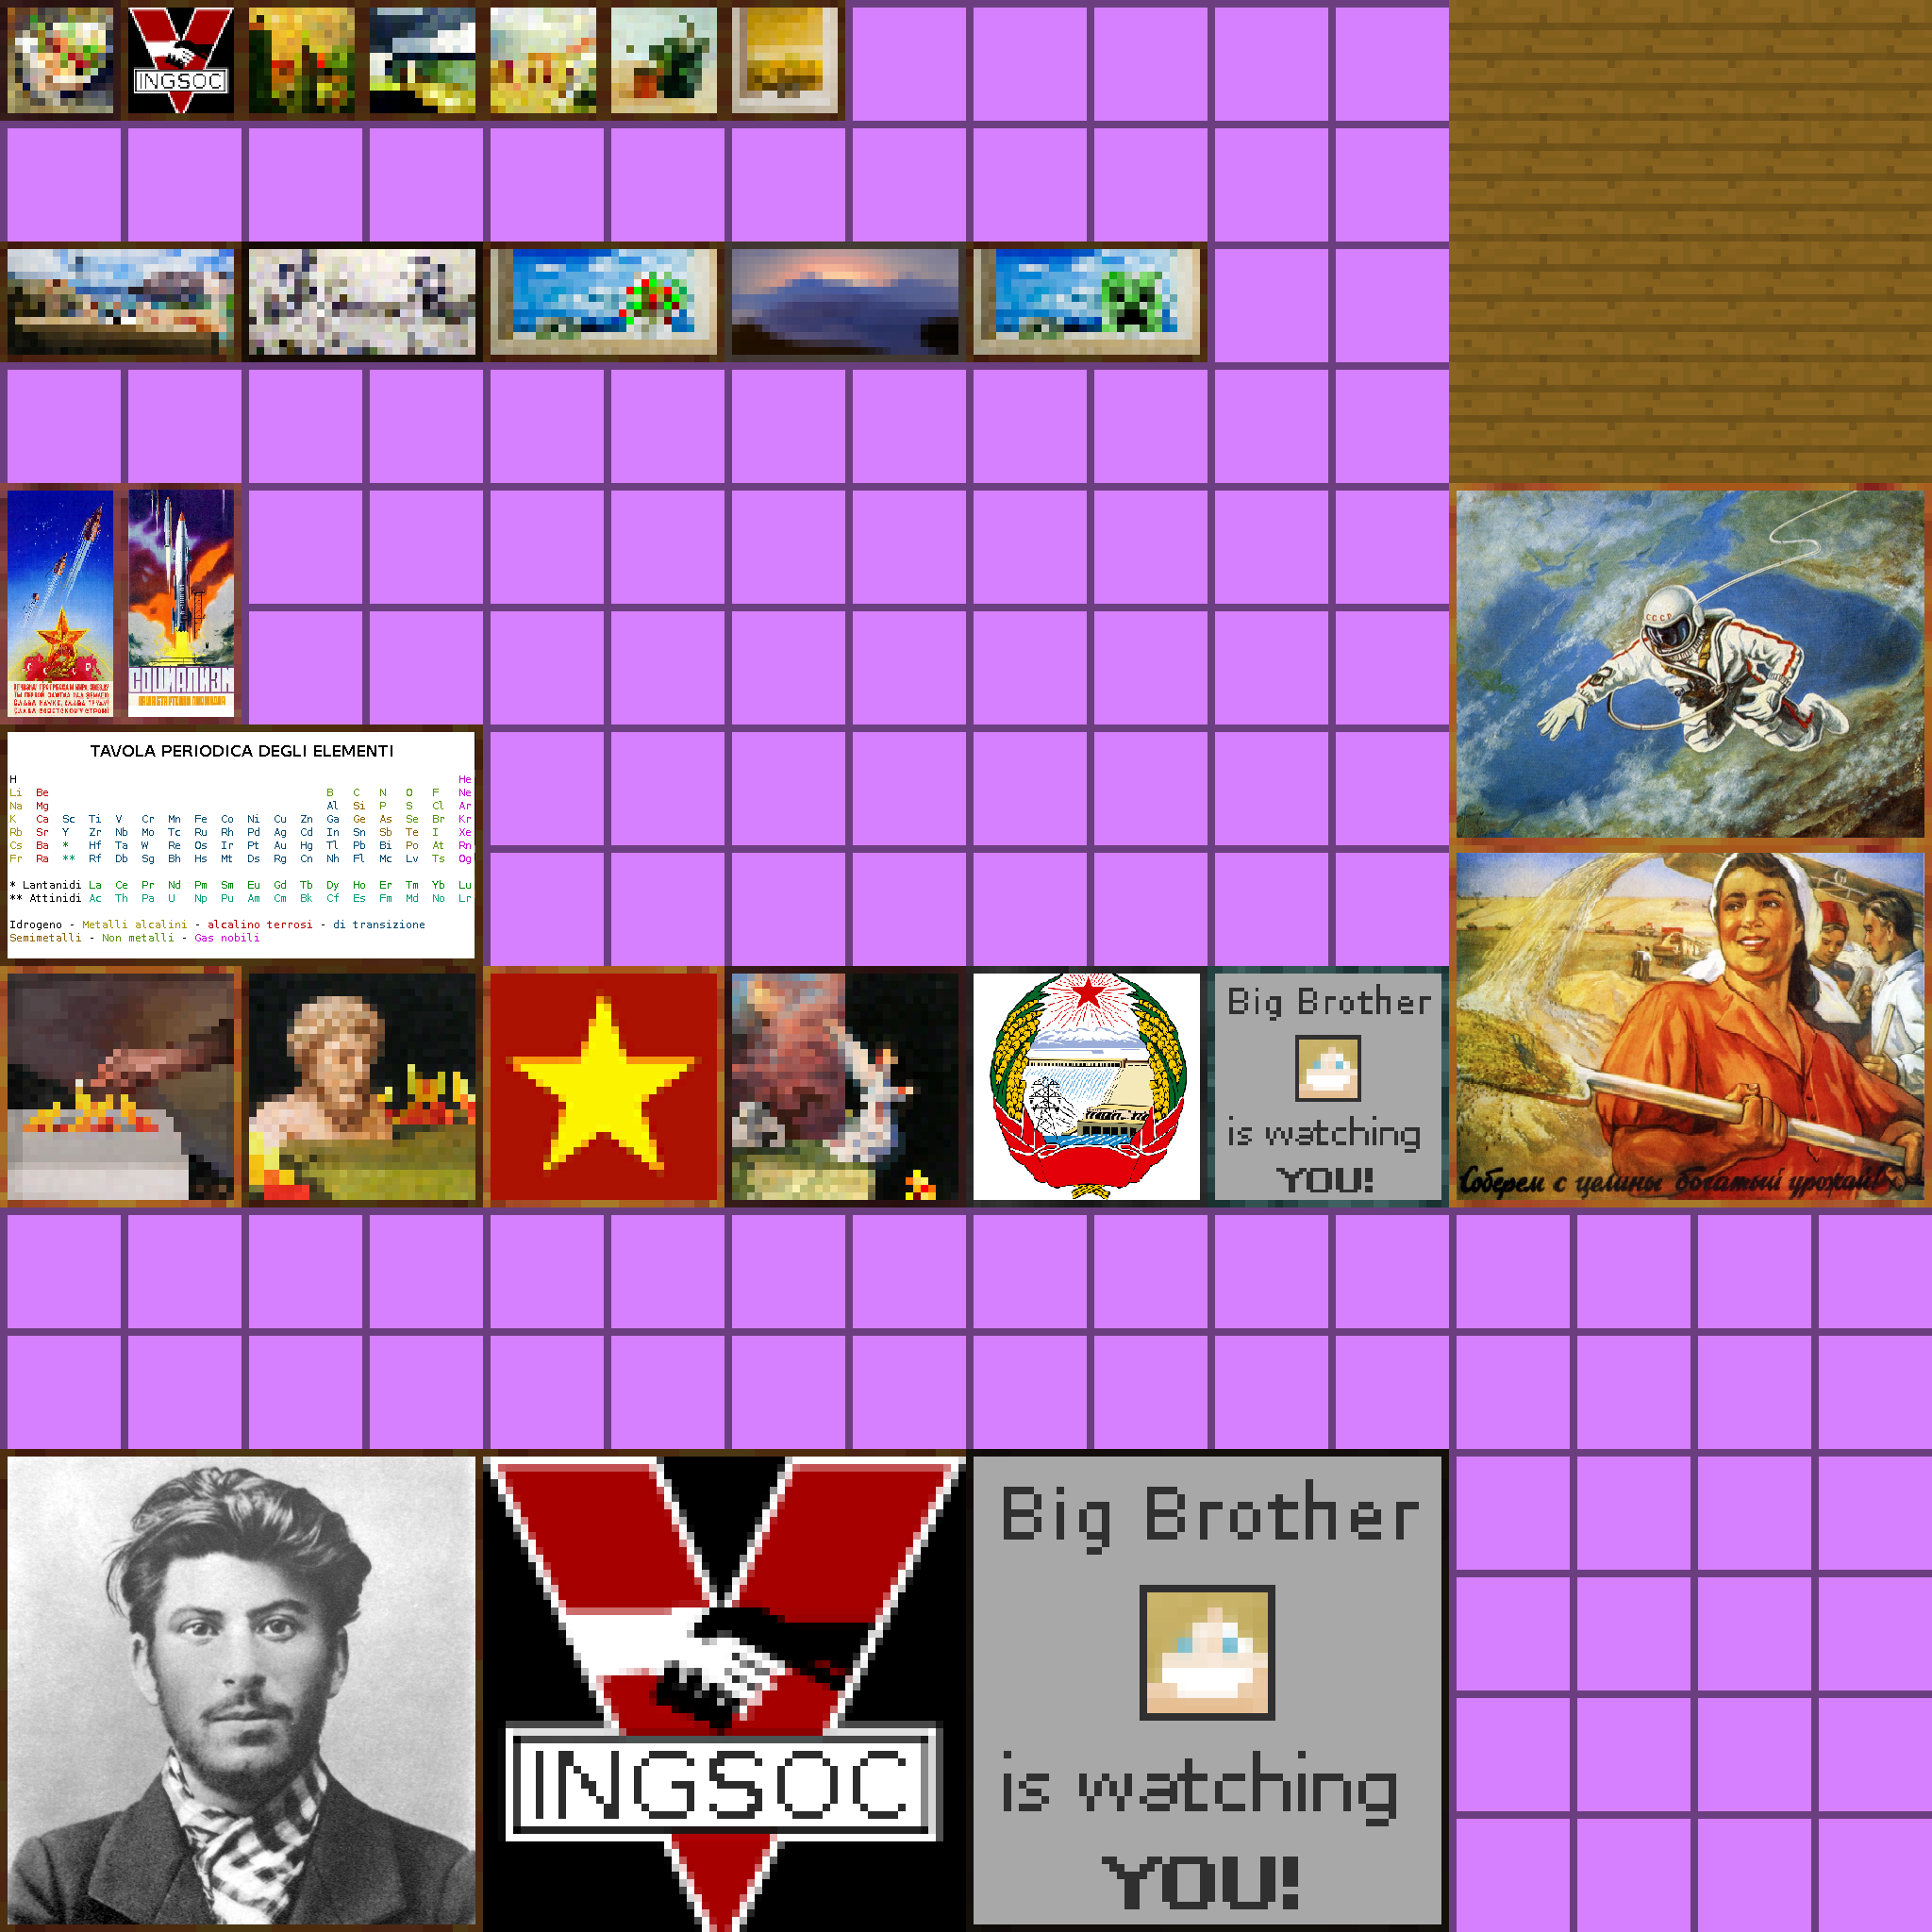 INGSOC
СОЦИАЛИЗМ
TAVOLA PERIODICA DEGLI ELEMENTI
H He
Li Be B C N O F Ne
Na Mg Al Si P S Cl Ar
K Ca Sc Ti V Cr Mn Fe Co Ni Cu Zn Ga Ge As Se Br Kr
Rb Sr Y Zr Nb Mo Tc Ru Rh Pd Ag Cd In Sn Sb Te I Xe
Cs Ba * Hf Ta W Re Os Ir Pt Au Hg Tl Pb Bi Po At Rn
Fr Ra ** Rf Db Sg Bh Hs Mt Ds Rg Cn Nh Fl Mc Lv Ts Og
* Lantanidi La Ce Pr Nd Pm Sm Eu Gd Tb Dy Ho Er Tm Yb Lu
** Attinidi Ac Th Pa U Np Pu Am Cm Bk Cf Es Fm Md No Lr
Idrogeno - Metalli alcalini - alcalino terrosi - di transizione
Semimetalli - Non metalli - Gas nobili
СССР
Соберем с целины богатый урожай!
Big Brother
is watching
YOU!
INGSOC
Big Brother
is watching
YOU!